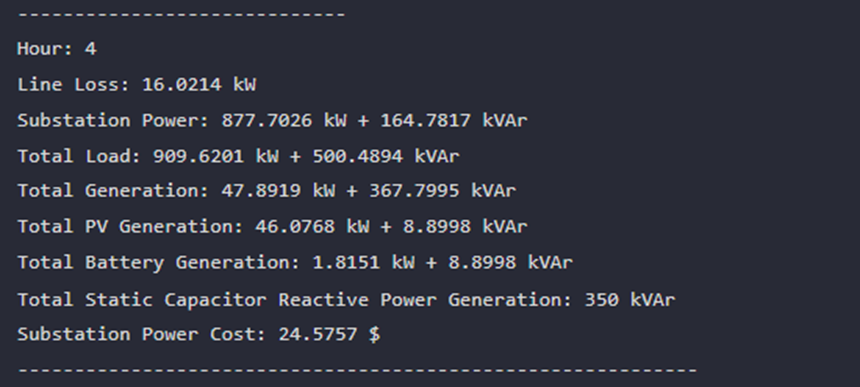 -----------------------------
Hour: 4
Line Loss: 16.0214 kW
Substation Power: 877.7026 kW + 164.7817 kVAr
Total Load: 909.6201 kW + 500.4894 kVAr
Total Generation: 47.8919 kW + 367.7995 kVAr
Total PV Generation: 46.0768 kW + 8.8998 kVAr
Total Battery Generation: 1.8151 kW + 8.8998 kVAr
Total Static Capacitor Reactive Power Generation: 350 kVAr
Substation Power Cost: 24.5757 $
------------------------------------------------------------